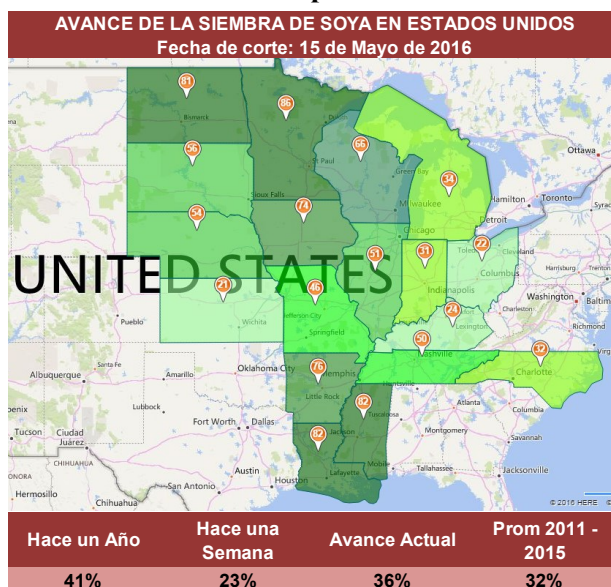 AVANCE DE LA SIEMBRA DE SOYA EN ESTADOS UNIDOS
Fecha de corte: 15 de Mayo de 2016
81
Bismarck
86
Duluth
66
56
St Paul
Green Bay
Ottawa
34
Sioux Falls
Milwaukee
Hamilton
Toronto
54
74
Detroit
Chicago
51
31
22
Cleveland
UNITED STATES
21
46
Indianapolis
Columbus
Harrisburg
Trenton
Washington
Pueblo
Wichita
Jefferson City
Springfield
24
Lexington
Charleston
Richmond
50
Nashville
32
Santa Fe
Albuquerque
Amarillo
Oklahoma City
76
Memphis
Huntsville
Charlotte
Little Rock
Atlanta
Columbia
Lubbock
82
Tuscaloosa
Tucson
Ciudad
Juárez
Fort Worth
Dallas
82
Jackson
Montgomery
Savannah
CHIHUAHUA
Austin
Lafayette
Mobile
Tallahassee
Jacksonville
Hermosillo
Chihuahua
San Antonio
Houston
© 2016 HERE
Hace un Año Hace una Semana Avance Actual Prom 2011 - 2015
41% 23% 36% 32%